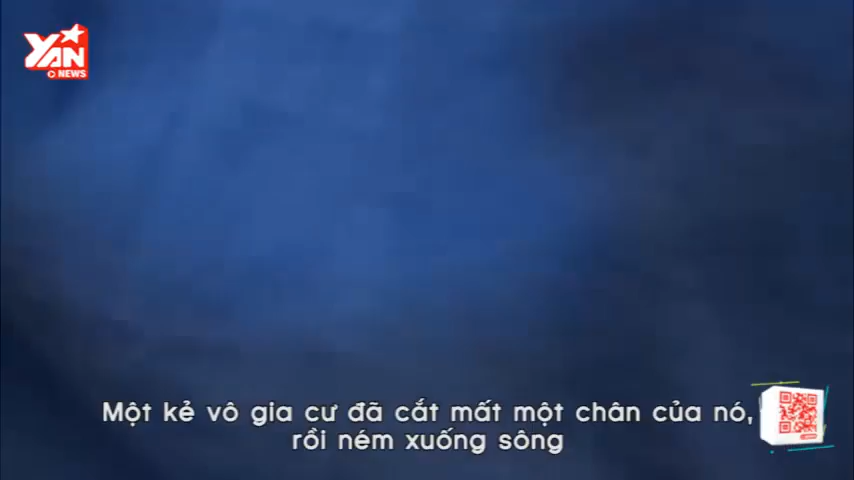 YAN
NEWS
Một kẻ vô gia cư đã cắt mất một chân của nó,
rồi ném xuống sông